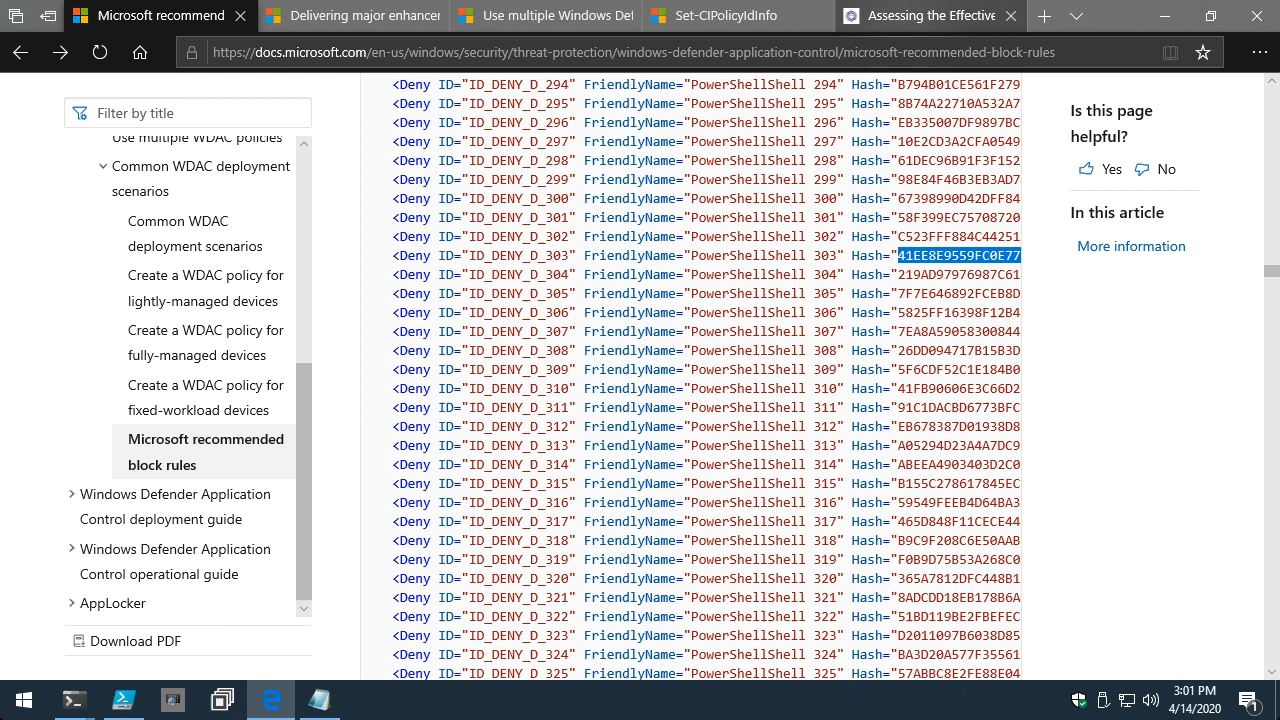 Microsoft recommend
Delivering major enhancer
Use multiple Windows Def
Set-CIPolicyIdInfo
Assessing the Effective
https://docs.microsoft.com/en-us/windows/security/threat-protection/windows-defender-application-control/microsoft-recommended-block-rules
Filter by title
Use multiple WDAC policies
Common WDAC deployment
scenarios
Common WDAC
deployment scenarios
Create a WDAC policy for
lightly-managed devices
Create a WDAC policy for
fully-managed devices
Create a WDAC policy for
fixed-workload devices
Microsoft recommended
block rules
Windows Defender Application
Control deployment guide
Windows Defender Application
Control operational guide
AppLocker
Download PDF
<Deny ID="ID_DENY_D_294" FriendlyName="PowerShellShell 294" Hash="B794B01CE561F279
<Deny ID="ID_DENY_D_295" FriendlyName="PowerShellShell 295" Hash="8B74A22710A532A7
<Deny ID="ID_DENY_D_296" FriendlyName="PowerShellShell 296" Hash="EB335007DF9897BC
<Deny ID="ID_DENY_D_297" FriendlyName="PowerShellShell 297" Hash="10E2CD3A2CFA0549
<Deny ID="ID_DENY_D_298" FriendlyName="PowerShellShell 298" Hash="61DEC96B91F3F152
<Deny ID="ID_DENY_D_299" FriendlyName="PowerShellShell 299" Hash="98E84F46B3EB3AD7
<Deny ID="ID_DENY_D_300" FriendlyName="PowerShellShell 300" Hash="67398990D42DFF84
<Deny ID="ID_DENY_D_301" FriendlyName="PowerShellShell 301" Hash="58F399EC75708720
<Deny ID="ID_DENY_D_302" FriendlyName="PowerShellShell 302" Hash="C523FFF884C44251
<Deny ID="ID_DENY_D_303" FriendlyName="PowerShellShell 303" Hash="41EE8E9559FC0E77
<Deny ID="ID_DENY_D_304" FriendlyName="PowerShellShell 304" Hash="219AD97976987C61
<Deny ID="ID_DENY_D_305" FriendlyName="PowerShellShell 305" Hash="7F7E646892FCEB8D
<Deny ID="ID_DENY_D_306" FriendlyName="PowerShellShell 306" Hash="5825FF16398F12B4
<Deny ID="ID_DENY_D_307" FriendlyName="PowerShellShell 307" Hash="7EA8A59058300844
<Deny ID="ID_DENY_D_308" FriendlyName="PowerShellShell 308" Hash="26DD094717B15B3D
<Deny ID="ID_DENY_D_309" FriendlyName="PowerShellShell 309" Hash="5F6CDF52C1E184B0
<Deny ID="ID_DENY_D_310" FriendlyName="PowerShellShell 310" Hash="41FB90606E3C66D2
<Deny ID="ID_DENY_D_311" FriendlyName="PowerShellShell 311" Hash="91C1DACBD6773BFC
<Deny ID="ID_DENY_D_312" FriendlyName="PowerShellShell 312" Hash="EB678387D01938D8
<Deny ID="ID_DENY_D_313" FriendlyName="PowerShellShell 313" Hash="A05294D23A4A7DC9
<Deny ID="ID_DENY_D_314" FriendlyName="PowerShellShell 314" Hash="ABEEA4903403D2C0
<Deny ID="ID_DENY_D_315" FriendlyName="PowerShellShell 315" Hash="B155C278617845EC
<Deny ID="ID_DENY_D_316" FriendlyName="PowerShellShell 316" Hash="59549FEEB4D64BA3
<Deny ID="ID_DENY_D_317" FriendlyName="PowerShellShell 317" Hash="465D848F11CECE44
<Deny ID="ID_DENY_D_318" FriendlyName="PowerShellShell 318" Hash="B9C9F208C6E50AAB
<Deny ID="ID_DENY_D_319" FriendlyName="PowerShellShell 319" Hash="F0B9D75B53A268C0
<Deny ID="ID_DENY_D_320" FriendlyName="PowerShellShell 320" Hash="365A7812DFC448B1
<Deny ID="ID_DENY_D_321" FriendlyName="PowerShellShell 321" Hash="8ADCDD18EB178B6A
<Deny ID="ID_DENY_D_322" FriendlyName="PowerShellShell 322" Hash="51BD119BE2FBEFEC
<Deny ID="ID_DENY_D_323" FriendlyName="PowerShellShell 323" Hash="D2011097B6038D85
<Deny ID="ID_DENY_D_324" FriendlyName="PowerShellShell 324" Hash="BA3D20A577F35561
<Deny ID="ID_DENY_D_325" FriendlyName="PowerShellShell 325" Hash="57ABBC8E2FE88E04
Is this page
helpful?
Yes No
In this article
More information
3:01 PM
4/14/2020
1